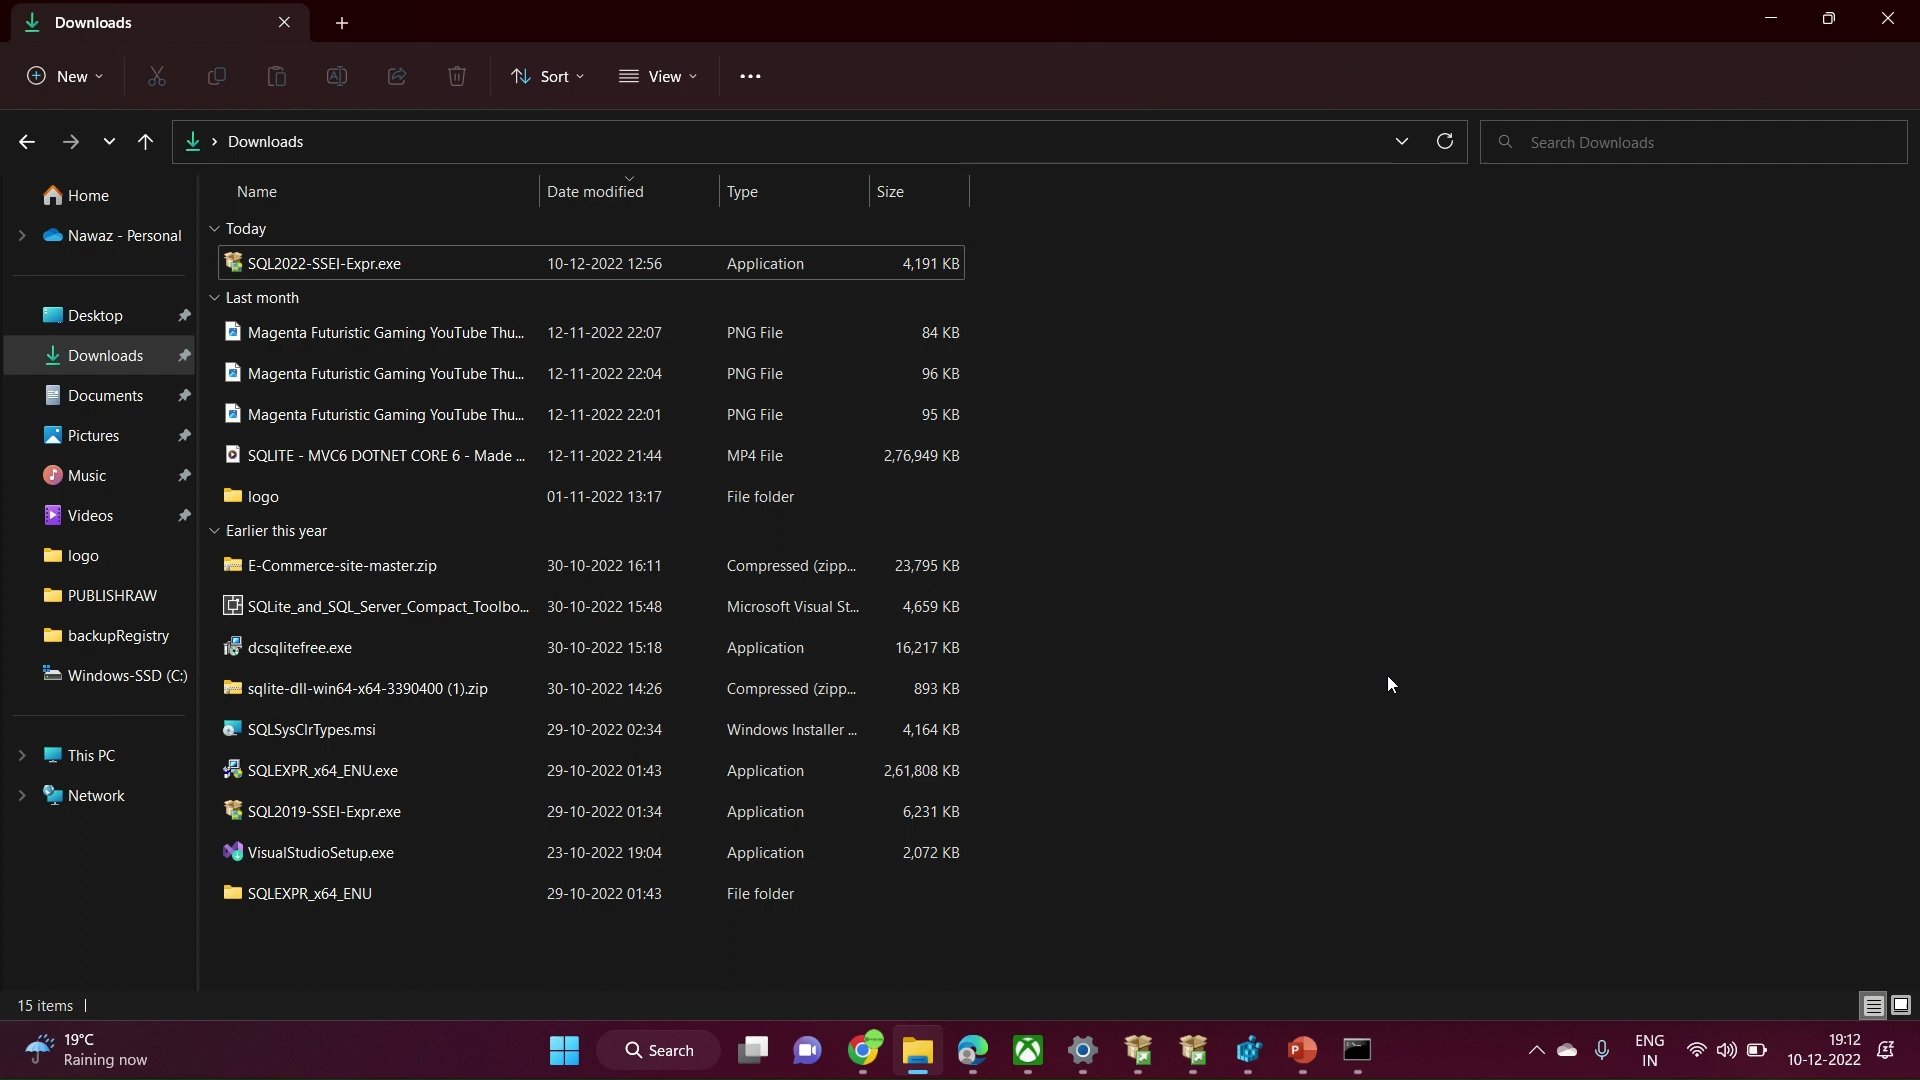 Downloads
New
Sort
View
Downloads
Search Downloads
Home
Nawaz - Personal
Desktop
Downloads
Documents
Pictures
Music
Videos
logo
PUBLISHRAW
backupRegistry
Windows-SSD (C:)
This PC
Network
Name Date modified Type Size
Today
SQL2022-SSEI-Expr.exe 10-12-2022 12:56 Application 4,191 KB
Last month
Magenta Futuristic Gaming YouTube Thu... 12-11-2022 22:07 PNG File 84 KB
Magenta Futuristic Gaming YouTube Thu... 12-11-2022 22:04 PNG File 96 KB
Magenta Futuristic Gaming YouTube Thu... 12-11-2022 22:01 PNG File 95 KB
SQLITE - MVC6 DOTNET CORE 6 - Made ... 12-11-2022 21:44 MP4 File 2,76,949 KB
logo 01-11-2022 13:17 File folder
Earlier this year
E-Commerce-site-master.zip 30-10-2022 16:11 Compressed (zipp... 23,795 KB
SQLite_and_SQL_Server_Compact_Toolbo... 30-10-2022 15:48 Microsoft Visual St... 4,659 KB
dcsqlitefree.exe 30-10-2022 15:18 Application 16,217 KB
sqlite-dll-win64-x64-3390400 (1).zip 30-10-2022 14:26 Compressed (zipp... 893 KB
SQLSysClrTypes.msi 29-10-2022 02:34 Windows Installer ... 4,164 KB
SQLEXPR_x64_ENU.exe 29-10-2022 01:43 Application 2,61,808 KB
SQL2019-SSEI-Expr.exe 29-10-2022 01:34 Application 6,231 KB
VisualStudioSetup.exe 23-10-2022 19:04 Application 2,072 KB
SQLEXPR_x64_ENU 29-10-2022 01:43 File folder
15 items
19°C
Raining now
Search
ENG
IN
19:12
10-12-2022